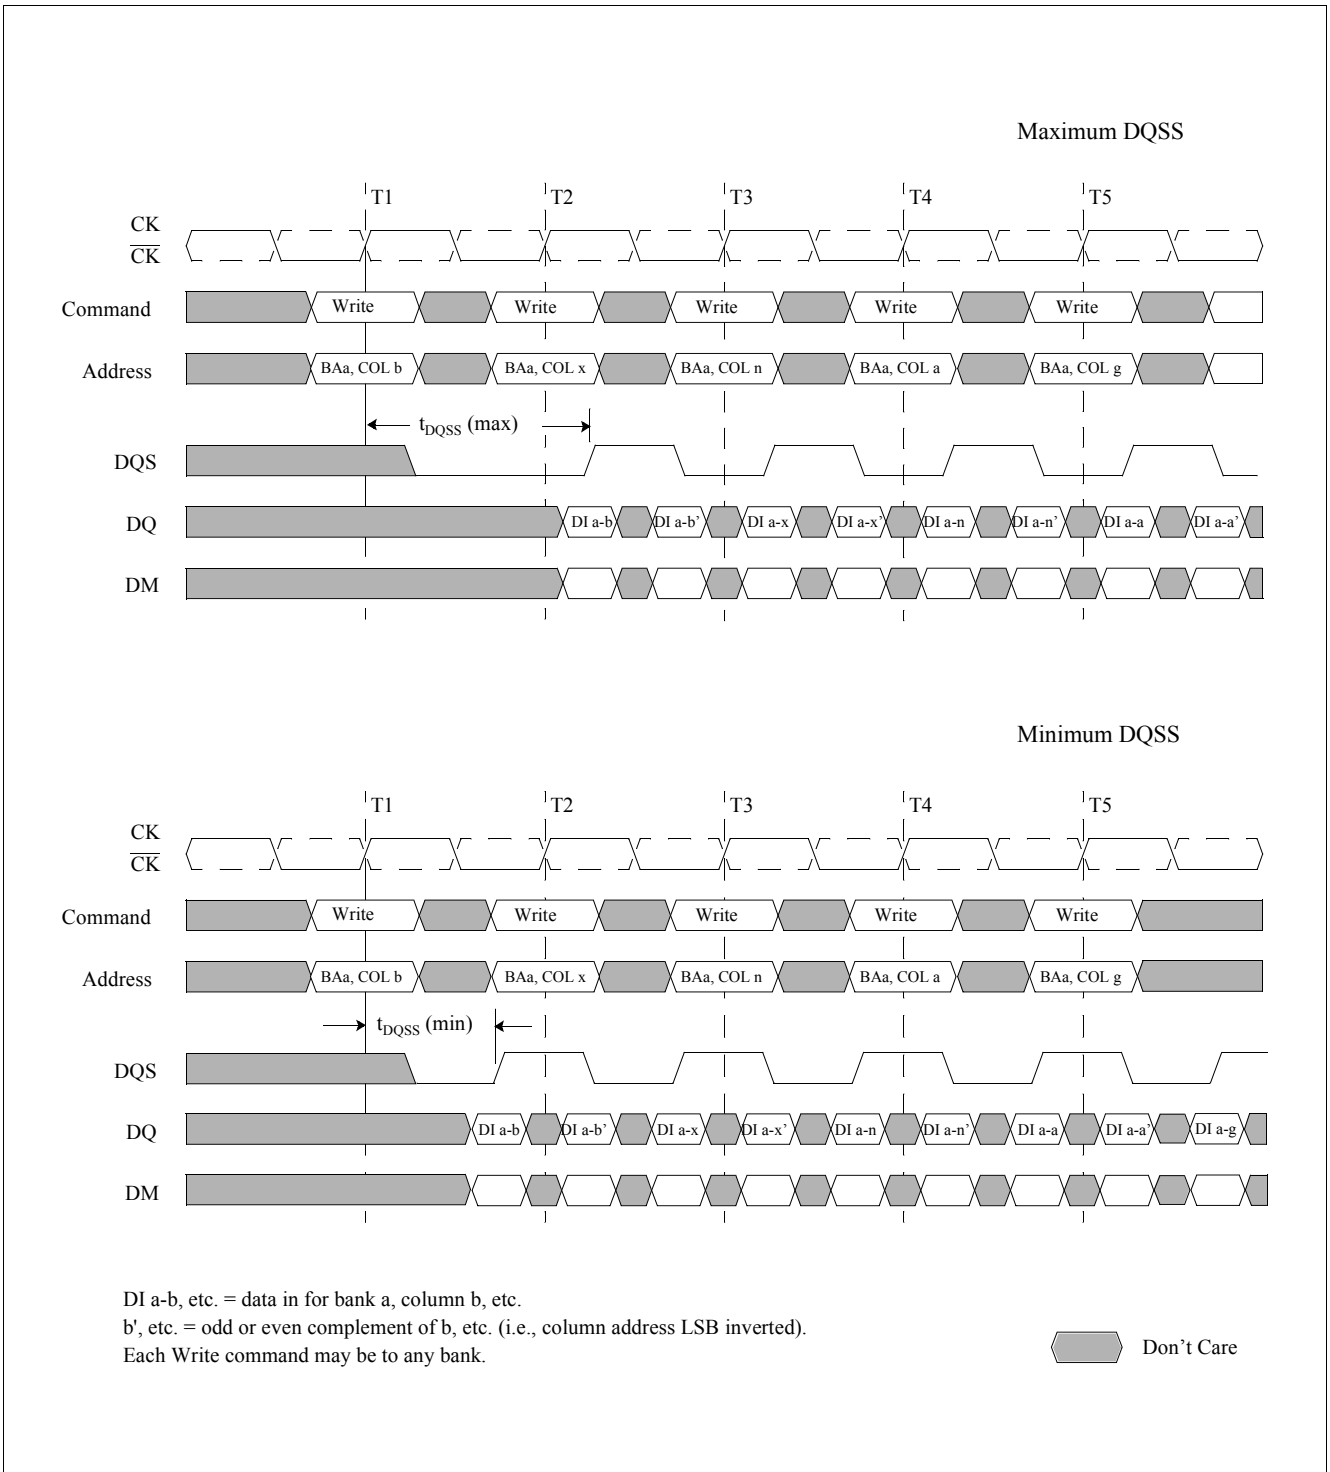 Maximum DQSS
T1 T2 T3 T4 T5
CK
CK
Command Write Write Write Write Write
Address BAa, COL b BAa, COL x BAa, COL n BAa, COL a BAa, COL g
tDQSS (max)
DQS
DQ DI a-b DI a-b’ DI a-x DI a-x’ DI a-n DI a-n’ DI a-a DI a-a’
DM
Minimum DQSS
T1 T2 T3 T4 T5
CK
CK
Command Write Write Write Write Write
Address BAa, COL b BAa, COL x BAa, COL n BAa, COL a BAa, COL g
tDQSS (min)
DQS
DQ DI a-b DI a-b’ DI a-x DI a-x’ DI a-n DI a-n’ DI a-a DI a-a’ DI a-g
DM
DI a-b, etc. = data in for bank a, column b, etc.
b', etc. = odd or even complement of b, etc. (i.e., column address LSB inverted).
Each Write command may be to any bank.
Don’t Care